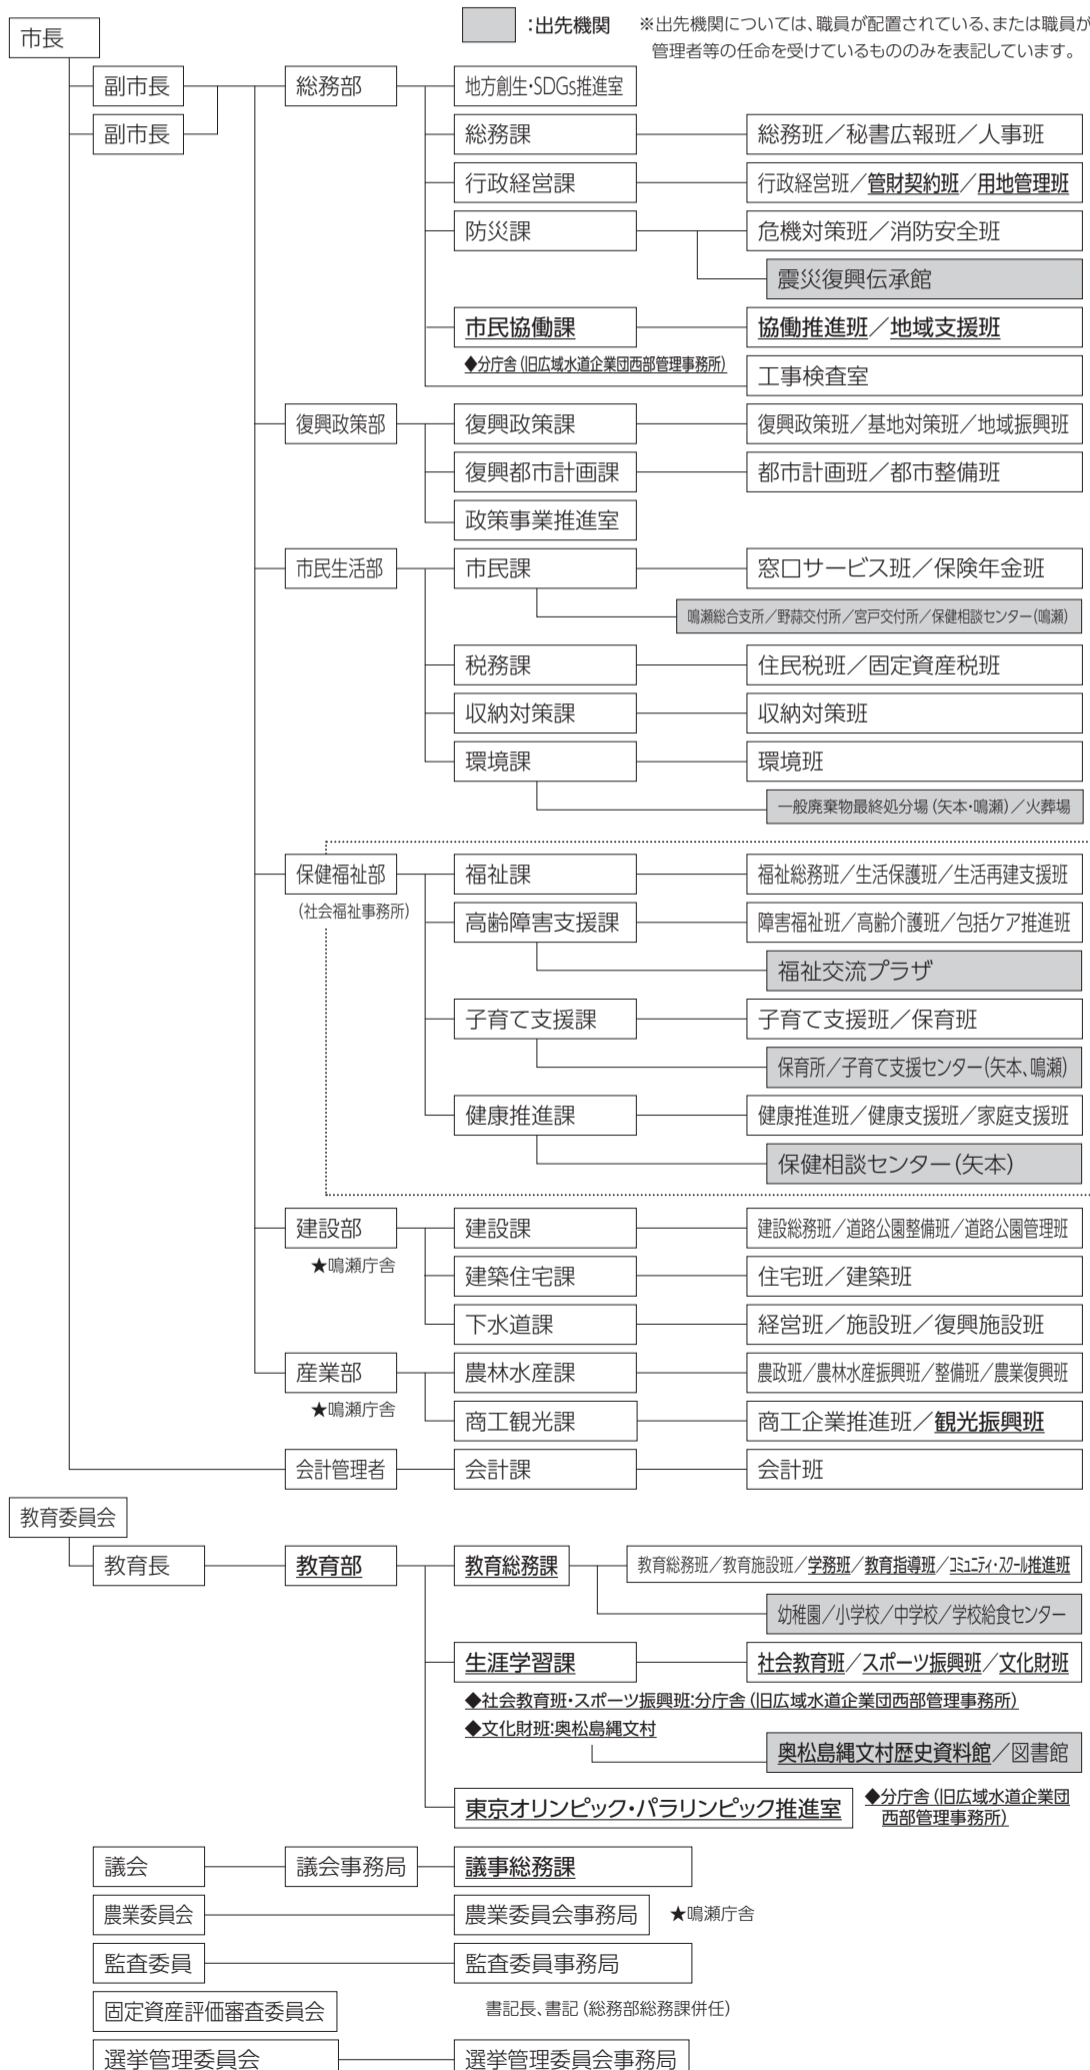 市長
：出先機関
※出先機関については、職員が配置されている、または職員が
管理者等の任命を受けているもののみを表記しています。
副市長
総務部
地方創生・SDGs推進室
副市長
総務課
総務班／秘書広報班／人事班
行政経営課
行政経営班／管財契約班／用地管理班
防災課
危機対策班／消防安全班
震災復興伝承館
市民協働課
協働推進班／地域支援班
◆分庁舎（旧広域水道企業団西部管理事務所）
工事検査室
復興政策部
復興政策課
復興政策班／基地対策班／地域振興班
復興都市計画課
都市計画班／都市整備班
政策事業推進室
市民生活部
市民課
窓口サービス班／保険年金班
鳴瀬総合支所／野蒜交付所／宮戸交付所／保健相談センター（鳴瀬）
税務課
住民税班／固定資産税班
収納対策課
収納対策班
環境課
環境班
一般廃棄物最終処分場（矢本・鳴瀬）／火葬場
保健福祉部
福祉課
福祉総務班／生活保護班／生活再建支援班
（社会福祉事務所）
高齢障害支援課
障害福祉班／高齢介護班／包括ケア推進班
福祉交流プラザ
子育て支援課
子育て支援班／保育班
保育所／子育て支援センター（矢本、鳴瀬）
健康推進課
健康推進班／健康支援班／家庭支援班
保健相談センター（矢本）
建設部
建設課
建設総務班／道路公園整備班／道路公園管理班
★鳴瀬庁舎
建築住宅課
住宅班／建築班
下水道課
経営班／施設班／復興施設班
産業部
農林水産課
農政班／農林水産振興班／整備班／農業復興班
★鳴瀬庁舎
商工観光課
商工企業推進班／観光振興班
会計管理者
会計課
会計班
教育委員会
教育長
教育部
教育総務課
教育総務班／教育施設班／学務班／教育指導班／コミュニティ・スクール推進班
幼稚園／小学校／中学校／学校給食センター
生涯学習課
社会教育班／スポーツ振興班／文化財班
◆社会教育班・スポーツ振興班：分庁舎（旧広域水道企業団西部管理事務所）
◆文化財班：奥松島縄文村
奥松島縄文村歴史資料館／図書館
東京オリンピック・パラリンピック推進室
◆分庁舎（旧広域水道企業団
西部管理事務所）
議会
議会事務局
議事総務課
農業委員会
農業委員会事務局
★鳴瀬庁舎
監査委員
監査委員事務局
固定資産評価審査委員会
書記長、書記（総務部総務課併任）
選挙管理委員会
選挙管理委員会事務局